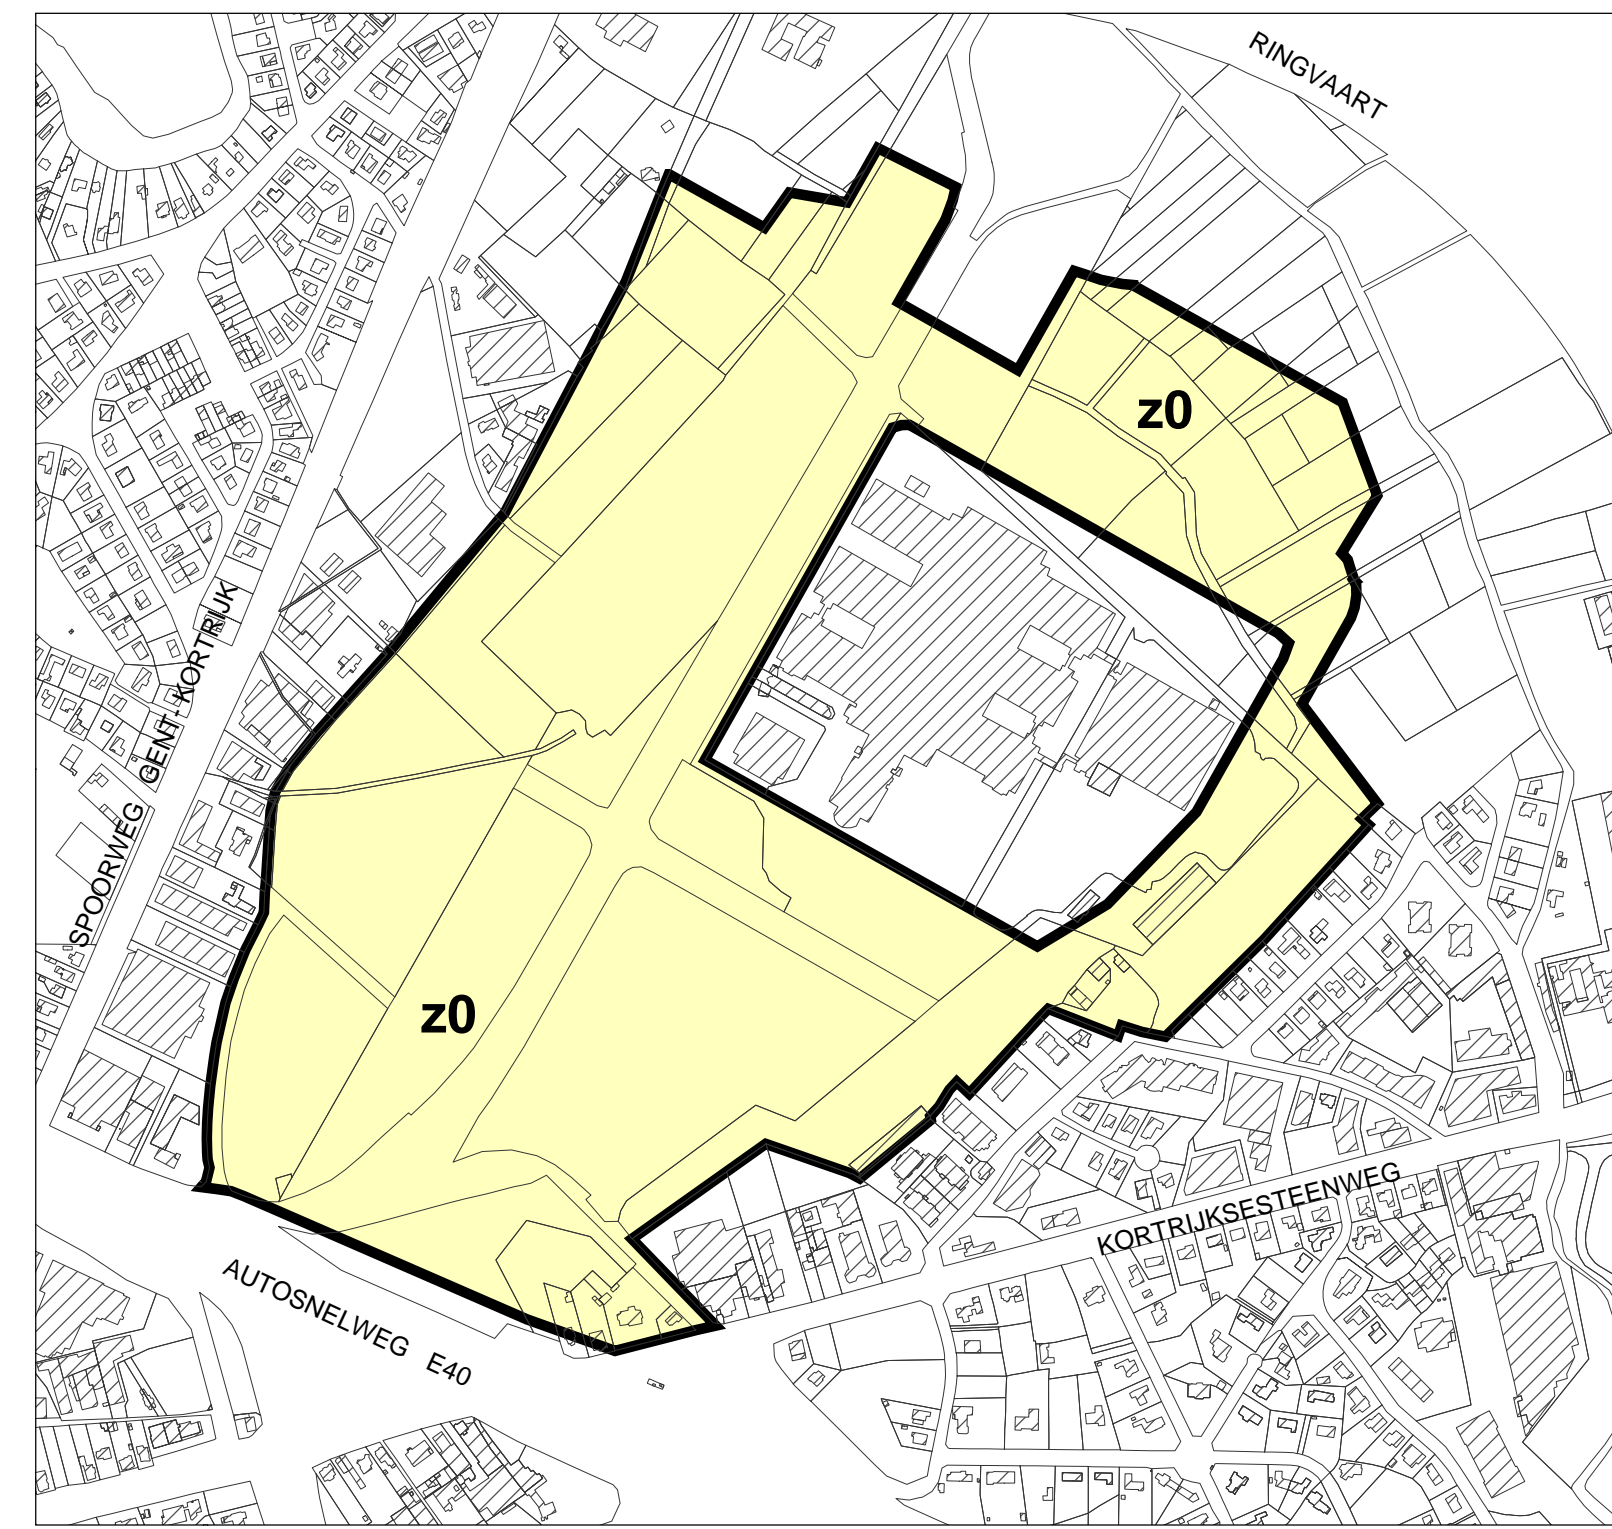 RINGVAART
z0
SPOORWEG GENT - KORTRIJK
z0
KORTRIJKSESTEENWEG
AUTOSNELWEG E40